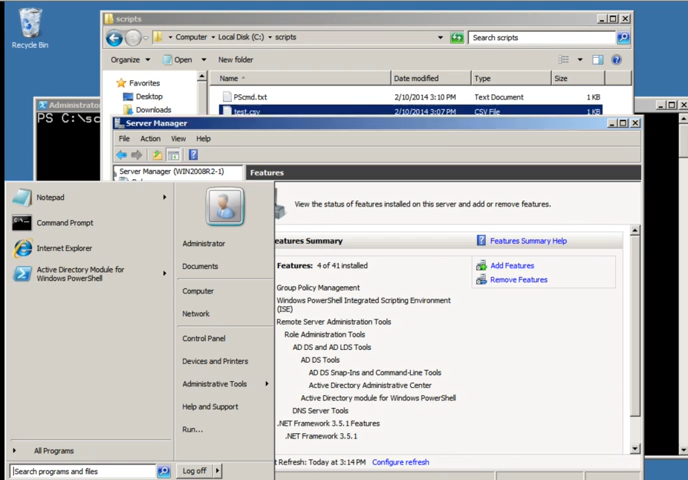 Recycle Bin
scripts
Computer
Local Disk (C:)
scripts
Search scripts
Organize
Open
New folder
Favorites
Desktop
Downloads
Name
Date modified
Type
Size
PScmd.txt
2/10/2014 3:10 PM
Text Document
1 KB
test.csv
2/10/2014 3:07 PM
CSV File
1 KB
Administrator
PS C:\sc
Server Manager
File
Action
View
Help
Server Manager (WIN2008R2-1)
Features
View the status of features installed on this server and add or remove features.
eatures Summary
Features Summary Help
Features: 4 of 41 installed
Add Features
Remove Features
Group Policy Management
Windows PowerShell Integrated Scripting Environment
(ISE)
Remote Server Administration Tools
Role Administration Tools
AD DS and AD LDS Tools
AD DS Tools
AD DS Snap-Ins and Command-Line Tools
Active Directory Administrative Center
Active Directory module for Windows PowerShell
DNS Server Tools
.NET Framework 3.5.1 Features
.NET Framework 3.5.1
Refresh: Today at 3:14 PM
Configure refresh
Notepad
Command Prompt
Internet Explorer
Active Directory Module for
Windows PowerShell
All Programs
Search programs and files
Administrator
Documents
Computer
Network
Control Panel
Devices and Printers
Administrative Tools
Help and Support
Run...
Log off